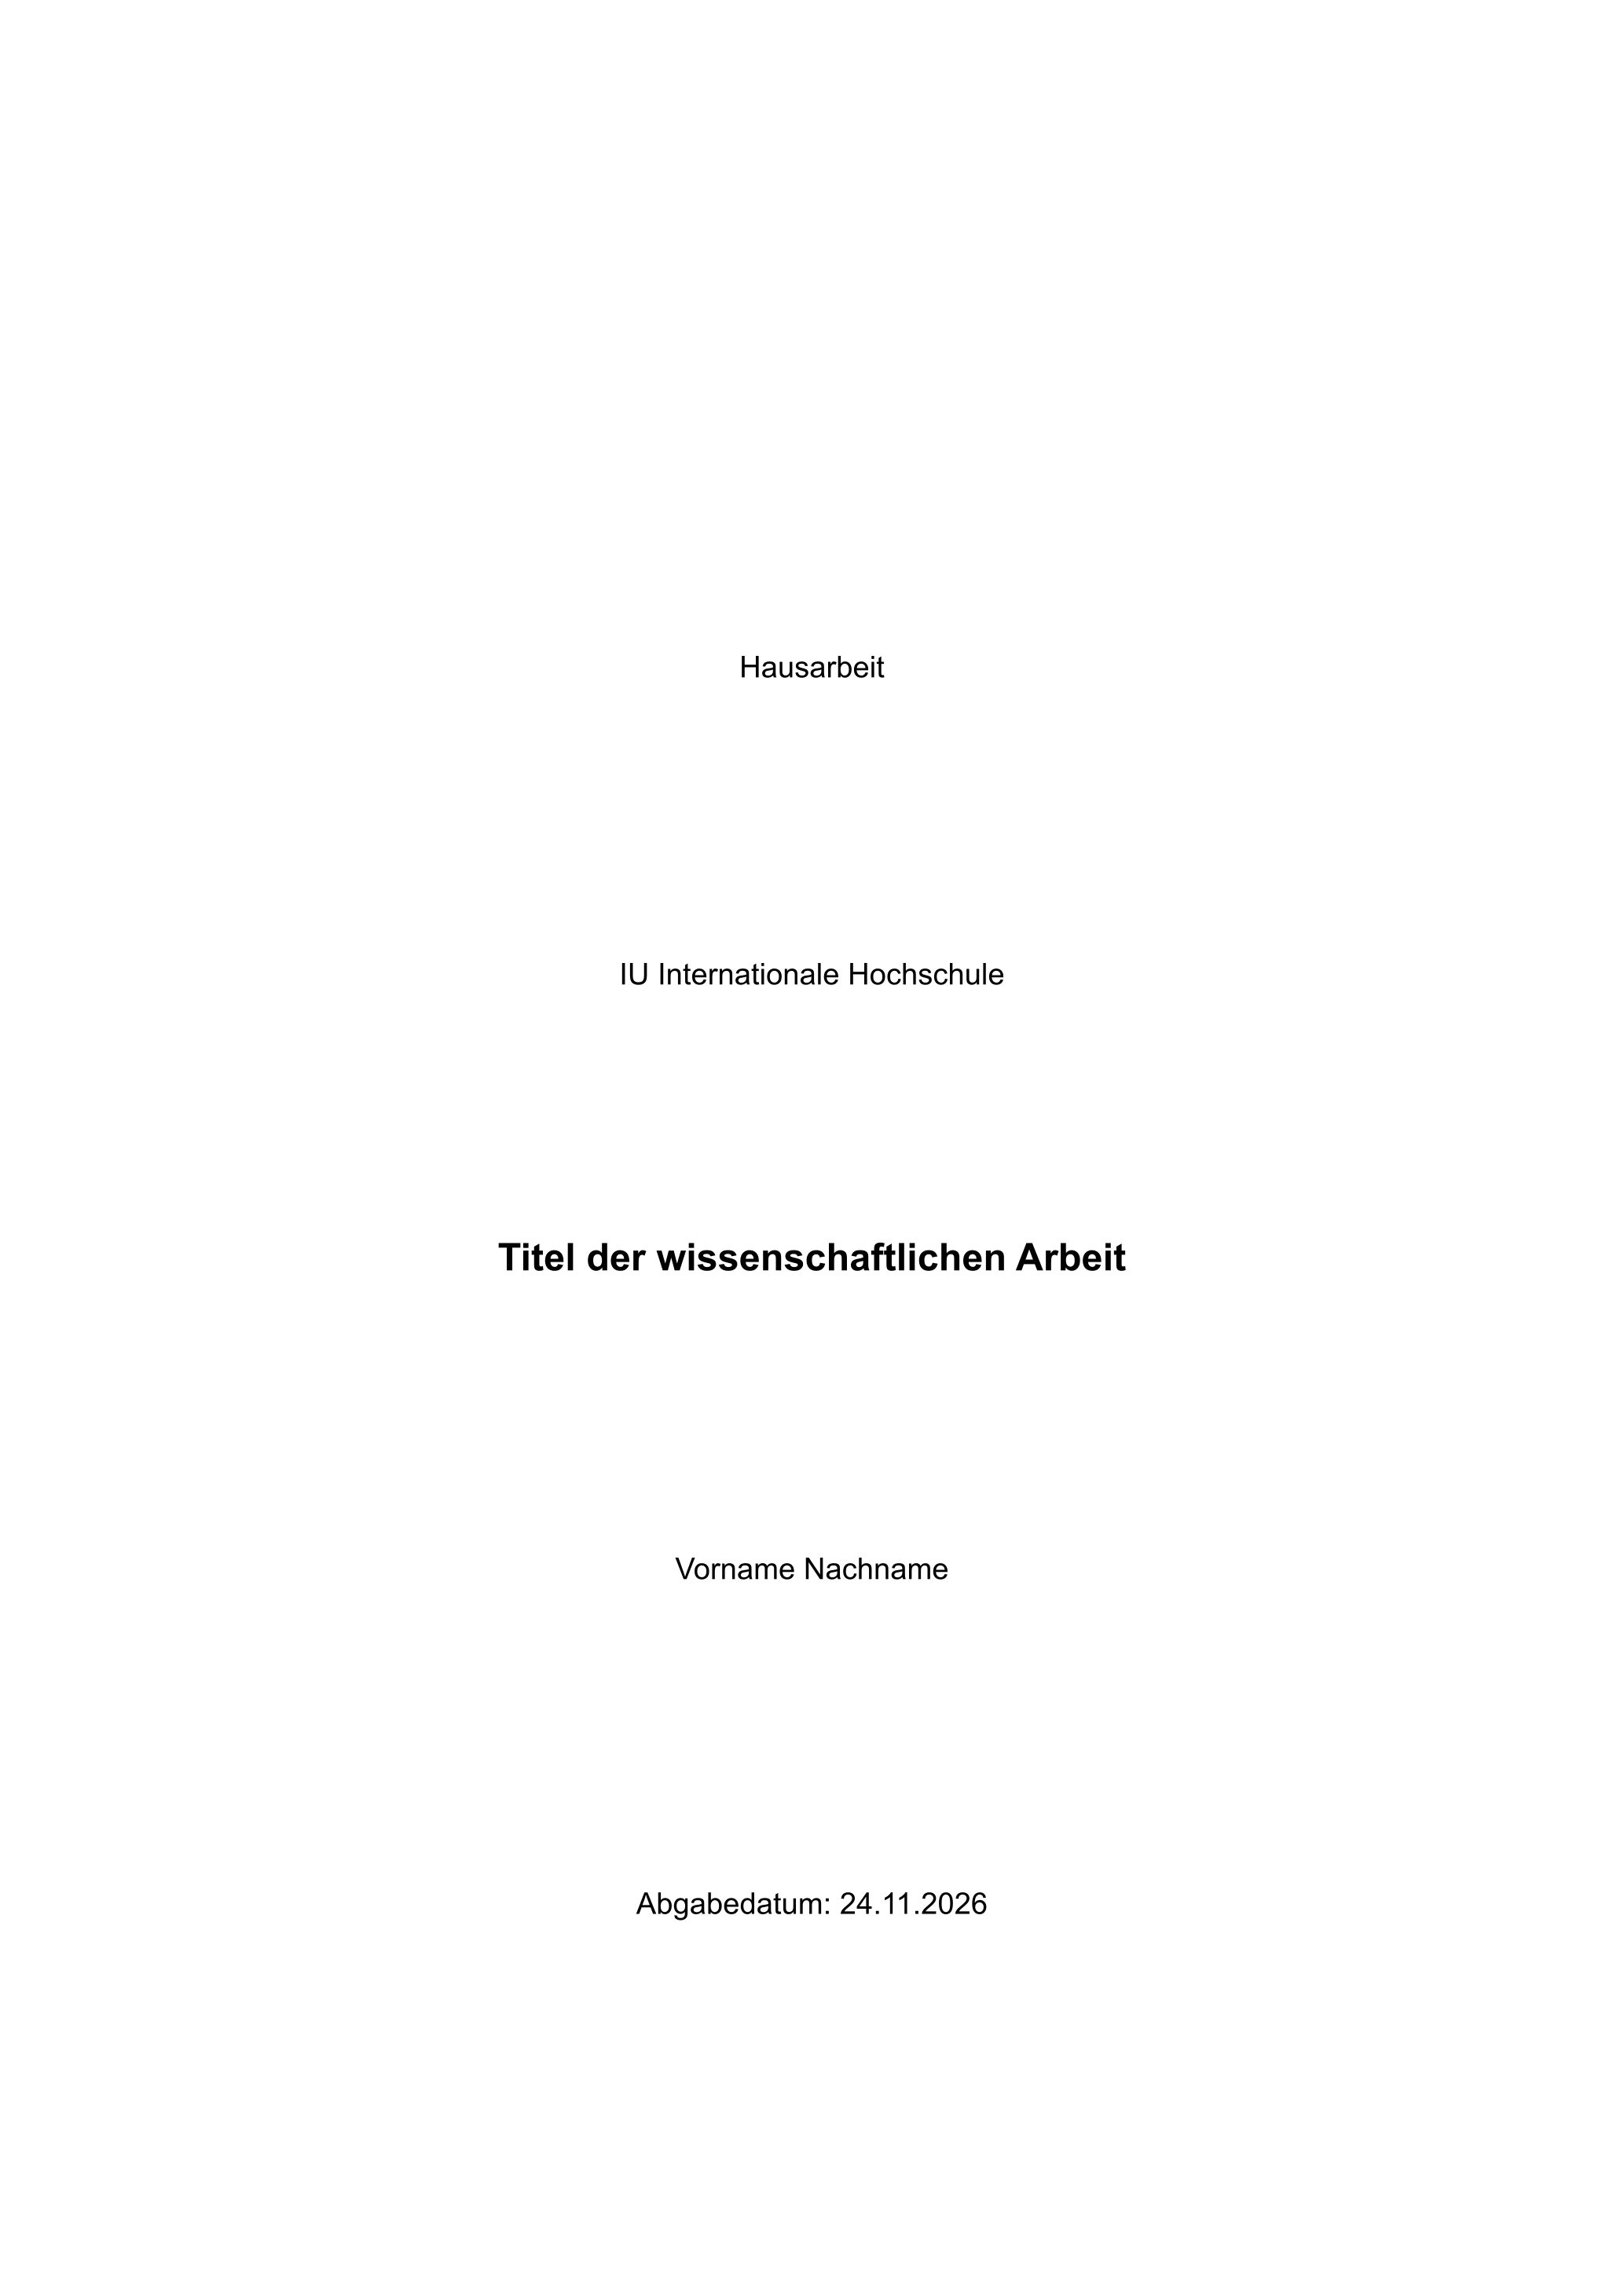 Hausarbeit
IU Internationale Hochschule
Titel der wissenschaftlichen Arbeit
Vorname Nachname
Abgabedatum: 24.11.2026